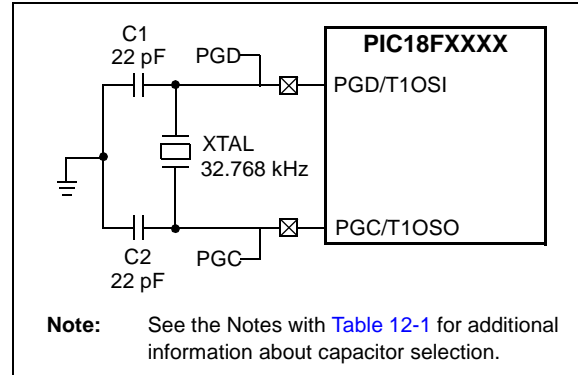 C1
22 pF
PGD
PIC18FXXXX
PGD/T1OSI
XTAL
32.768 kHz
PGC/T1OSO
C2
22 pF
PGC
Note: See the Notes with Table 12-1 for additional
information about capacitor selection.